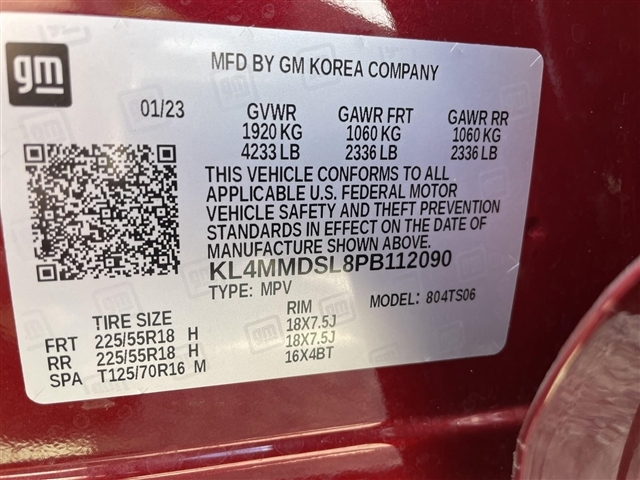 gm
MFD BY GM KOREA COMPANY
01/23 GVWR GAWR FRT GAWR RR
1920 KG 1060 KG 1060 KG
4233 LB 2336 LB 2336 LB
THIS VEHICLE CONFORMS TO ALL
APPLICABLE U.S. FEDERAL MOTOR
VEHICLE SAFETY AND THEFT PREVENTION
STANDARDS IN EFFECT ON THE DATE OF
MANUFACTURE SHOWN ABOVE.
KL4MMDSL8PB112090
TYPE: MPV MODEL: 804TS06
TIRE SIZE RIM
FRT 225/55R18 H 18X7.5J
RR 225/55R18 H 18X7.5J
SPA T125/70R16 M 16X4BT